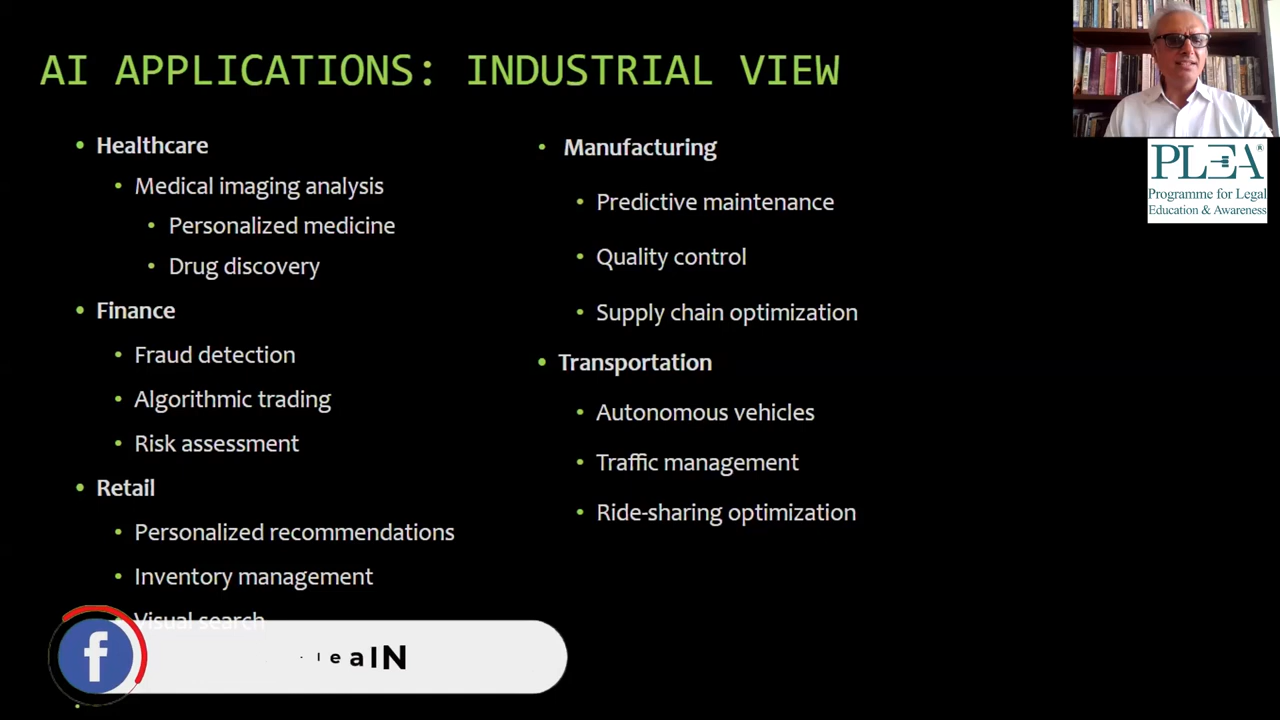 AI APPLICATIONS: INDUSTRIAL VIEW
Healthcare
Medical imaging analysis
Personalized medicine
Drug discovery
Finance
Fraud detection
Algorithmic trading
Risk assessment
Retail
Personalized recommendations
Inventory management
Visual search
Manufacturing
Predictive maintenance
Quality control
Supply chain optimization
Transportation
Autonomous vehicles
Traffic management
Ride-sharing optimization
PLEA®
Programme for Legal
Education & Awareness
f